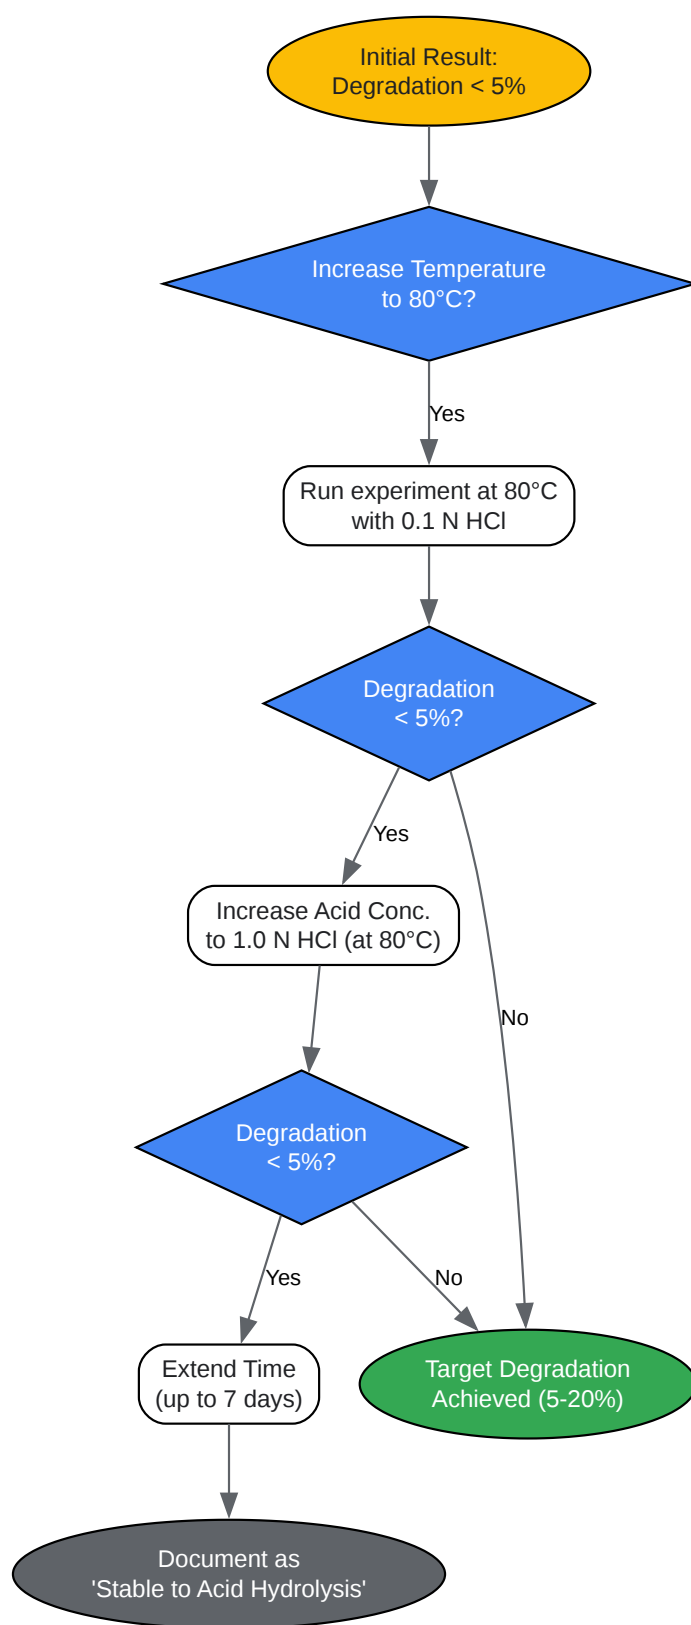 Initial Result:
Degradation < 5%
Increase Temperature
to 80°C?
Yes
Run experiment at 80°C
with 0.1 N HCl
Degradation
< 5%?
Yes
Increase Acid Conc.
to 1.0 N HCl (at 80°C)
No
Degradation
< 5%?
Yes
No
Extend Time
(up to 7 days)
Target Degradation
Achieved (5-20%)
Document as
'Stable to Acid Hydrolysis'